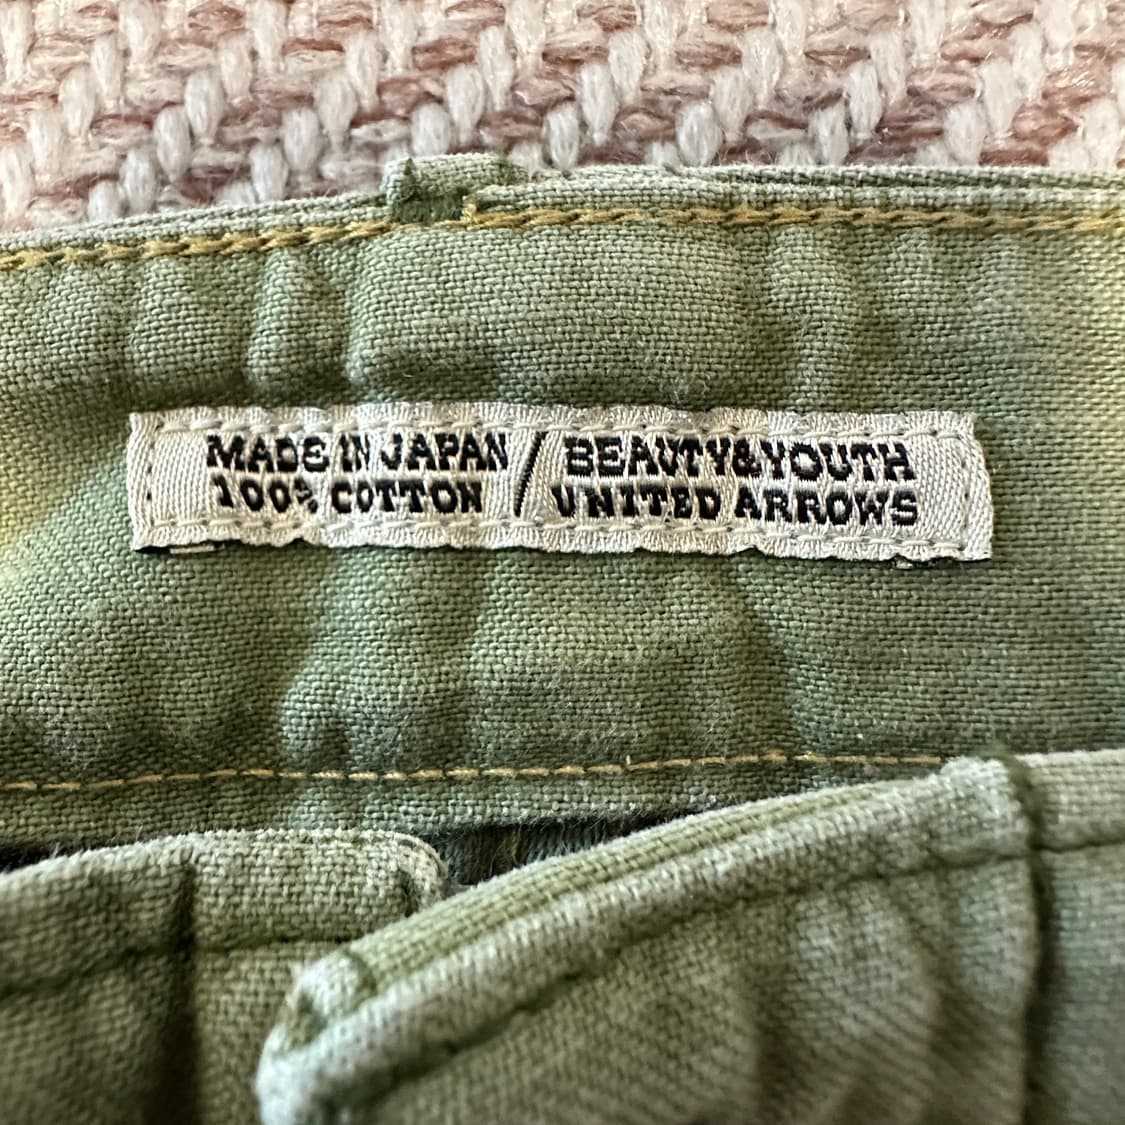 MADE IN JAPAN / BEAUTY&YOUTH
100% COTTON UNITED ARROWS